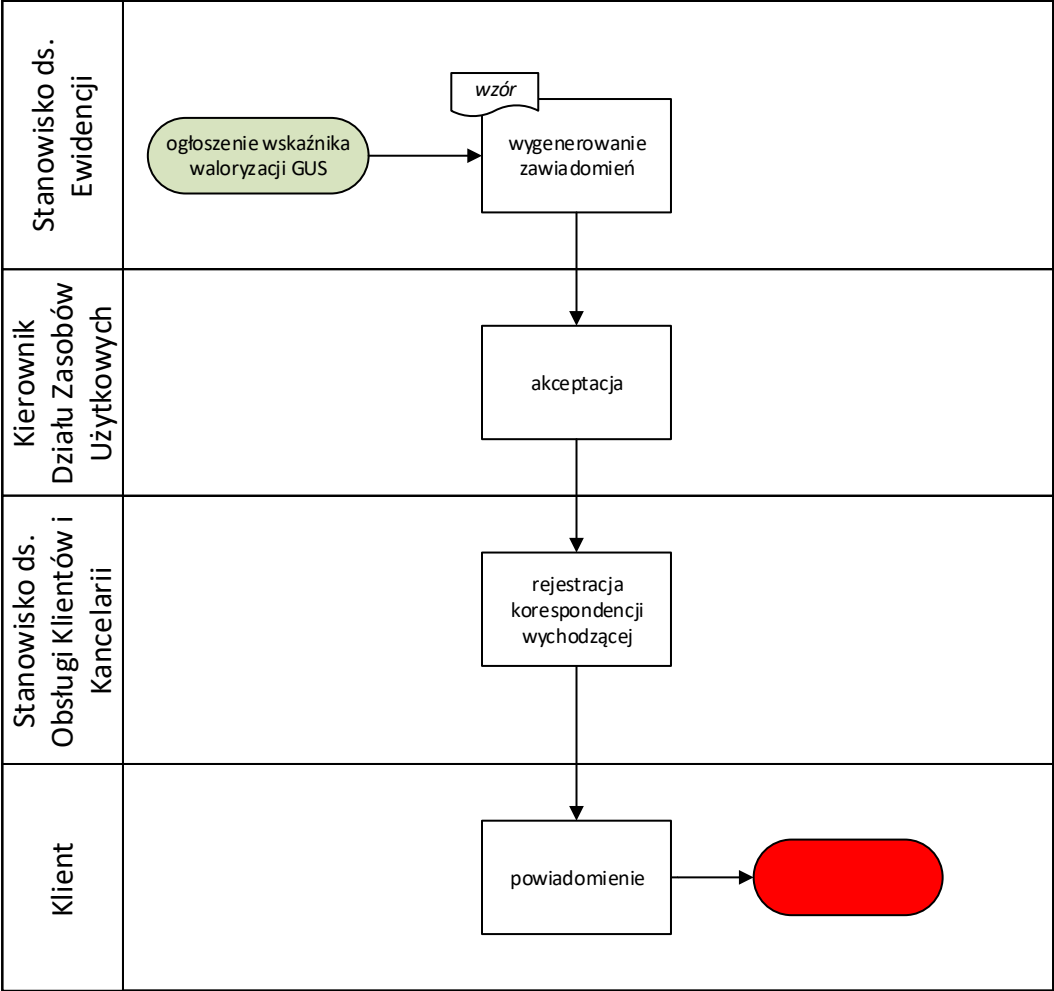 Stanowisko ds.
Ewidencji
ogłoszenie wskaźnika
waloryzacji GUS
wzór
wygenerowanie
zawiadomień
Kierownik
Działu Zasobów
Użytkowych
akceptacja
Stanowisko ds.
Obsługi Klientów i
Kancelarii
rejestracja
korespondencji
wychodzącej
Klient
powiadomienie